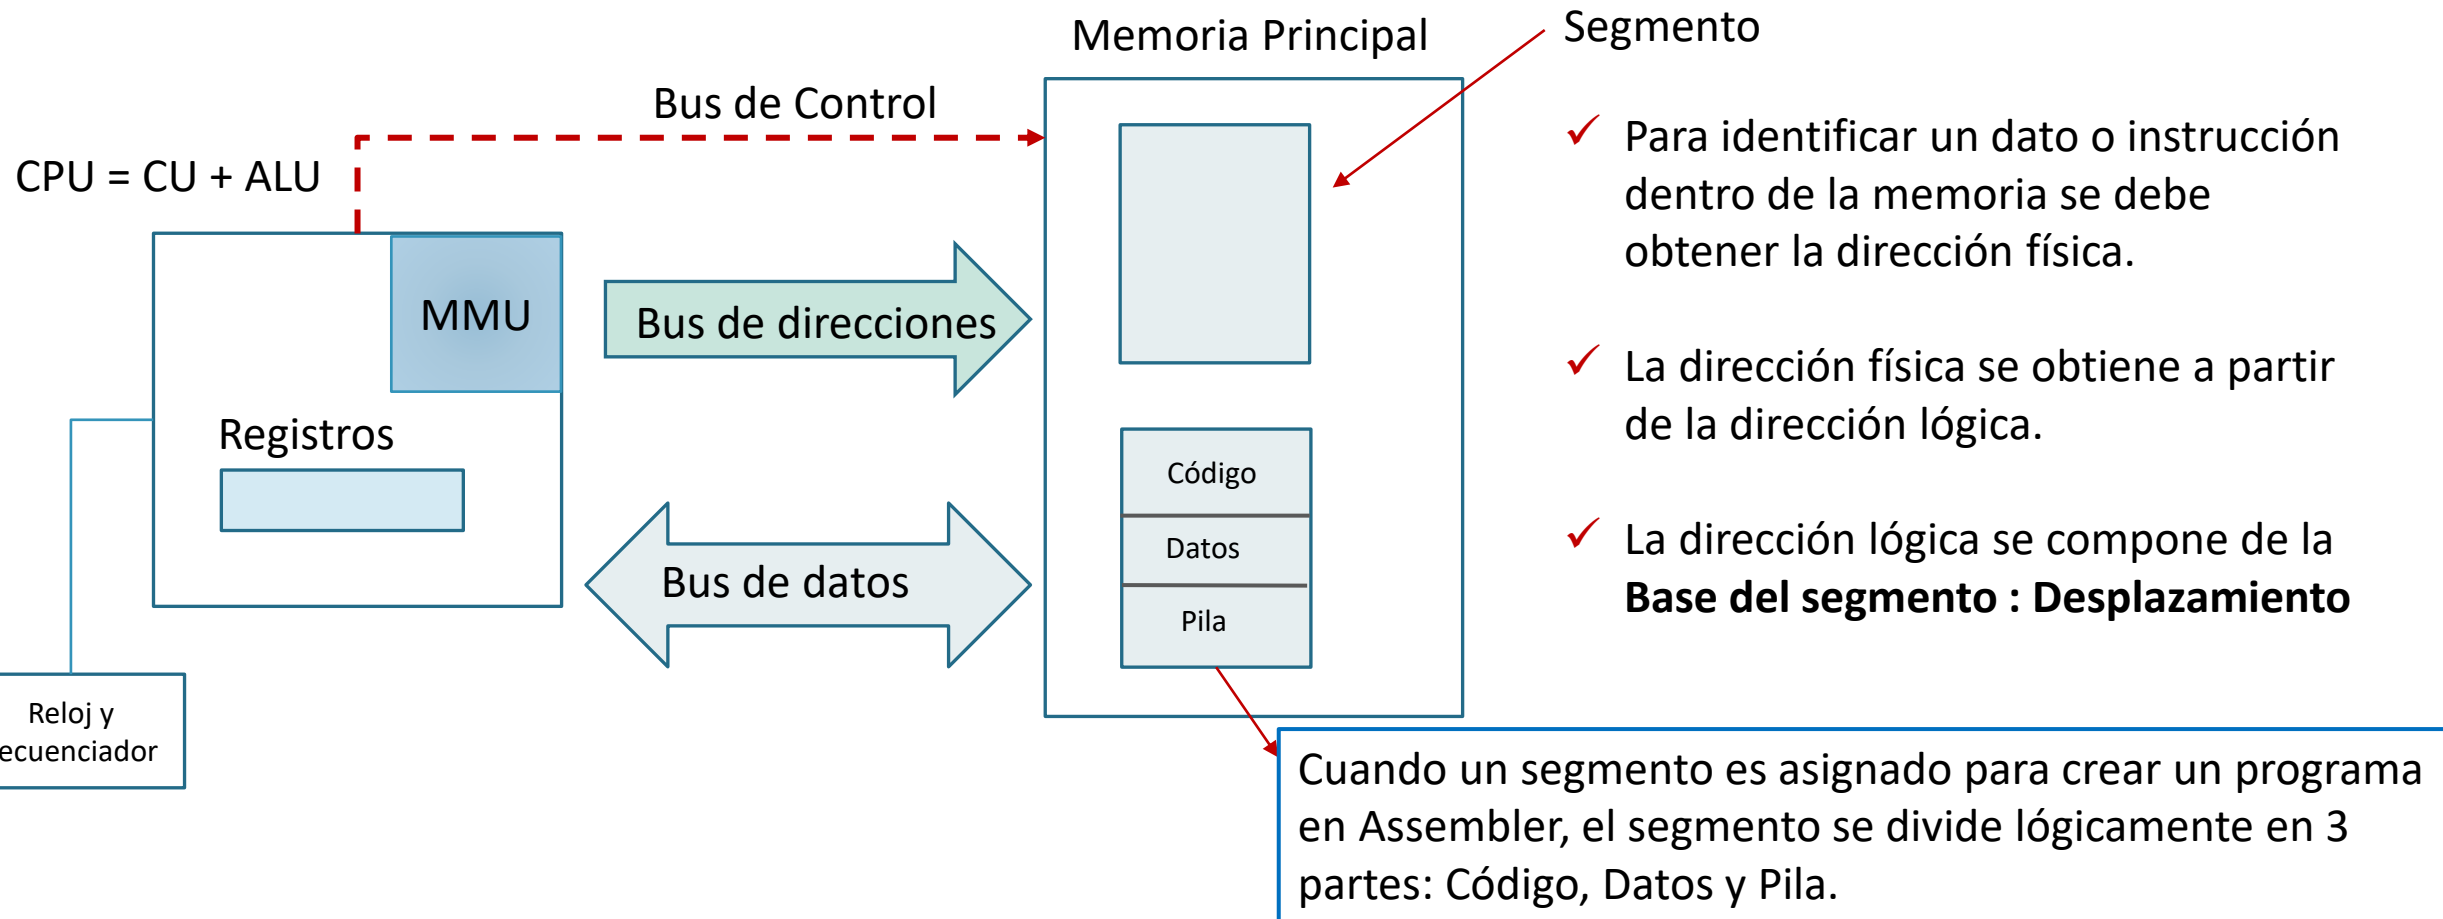 Memoria Principal
Segmento
Bus de Control
CPU = CU + ALU
MMU
Bus de direcciones
Registros
Bus de datos
Código
Datos
Pila
Reloj y
ecuenciador
Para identificar un dato o instrucción
dentro de la memoria se debe
obtener la dirección física.
La dirección física se obtiene a partir
de la dirección lógica.
La dirección lógica se compone de la
Base del segmento : Desplazamiento
Cuando un segmento es asignado para crear un programa
en Assembler, el segmento se divide lógicamente en 3
partes: Código, Datos y Pila.